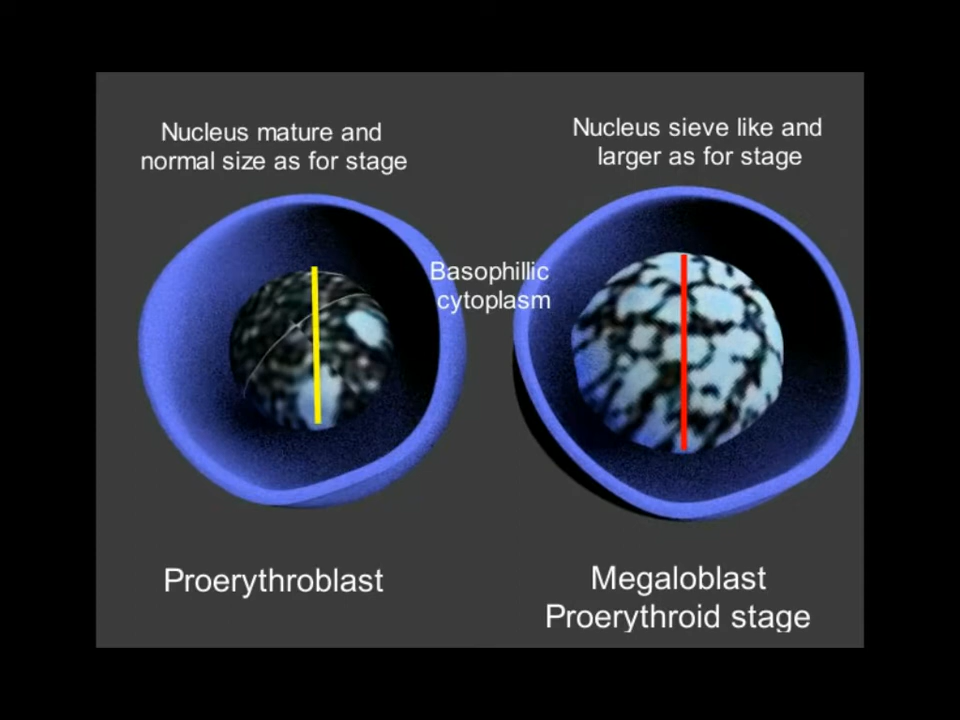 Nucleus mature and
normal size as for stage
Nucleus sieve like and
larger as for stage
Basophillic
cytoplasm
Proerythroblast
Megaloblast
Proerythroid stage